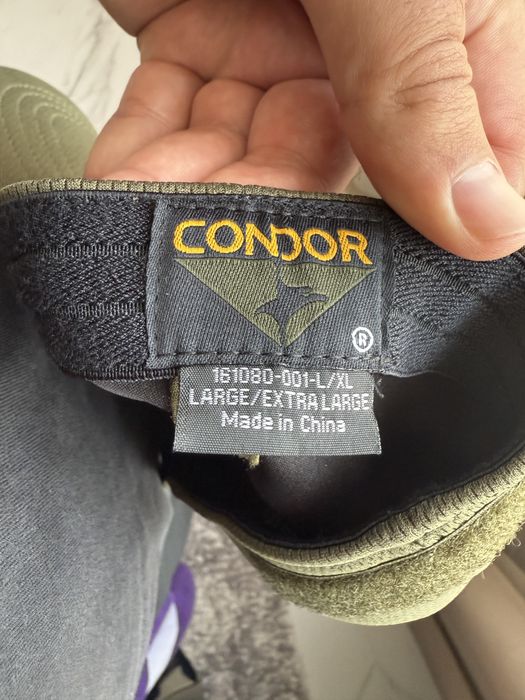 CONDOR
®
161080-001-L/XL
LARGE/EXTRA LARGE
Made in China